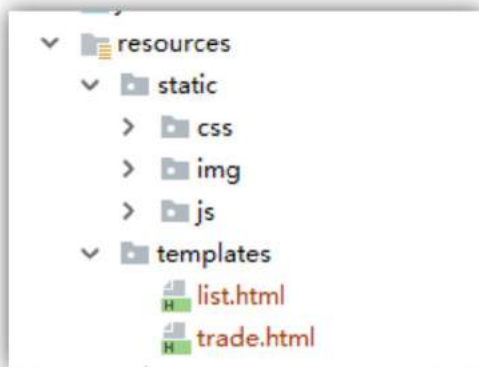 resources
static
css
img
js
templates
list.html
trade.html